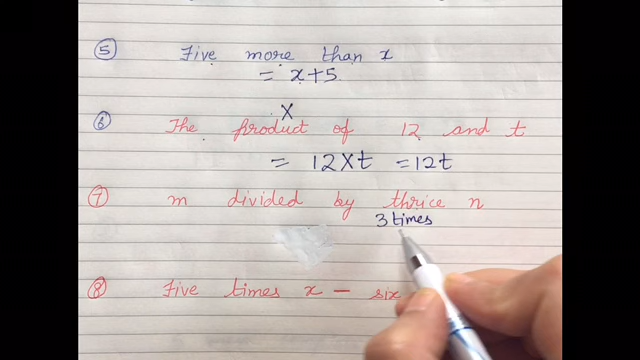 5 Five more than x
= x+5
x
6 The product of 12 and t
= 12 x t = 12t
7 m divided by thrice n
3 times
8 Five times x - six